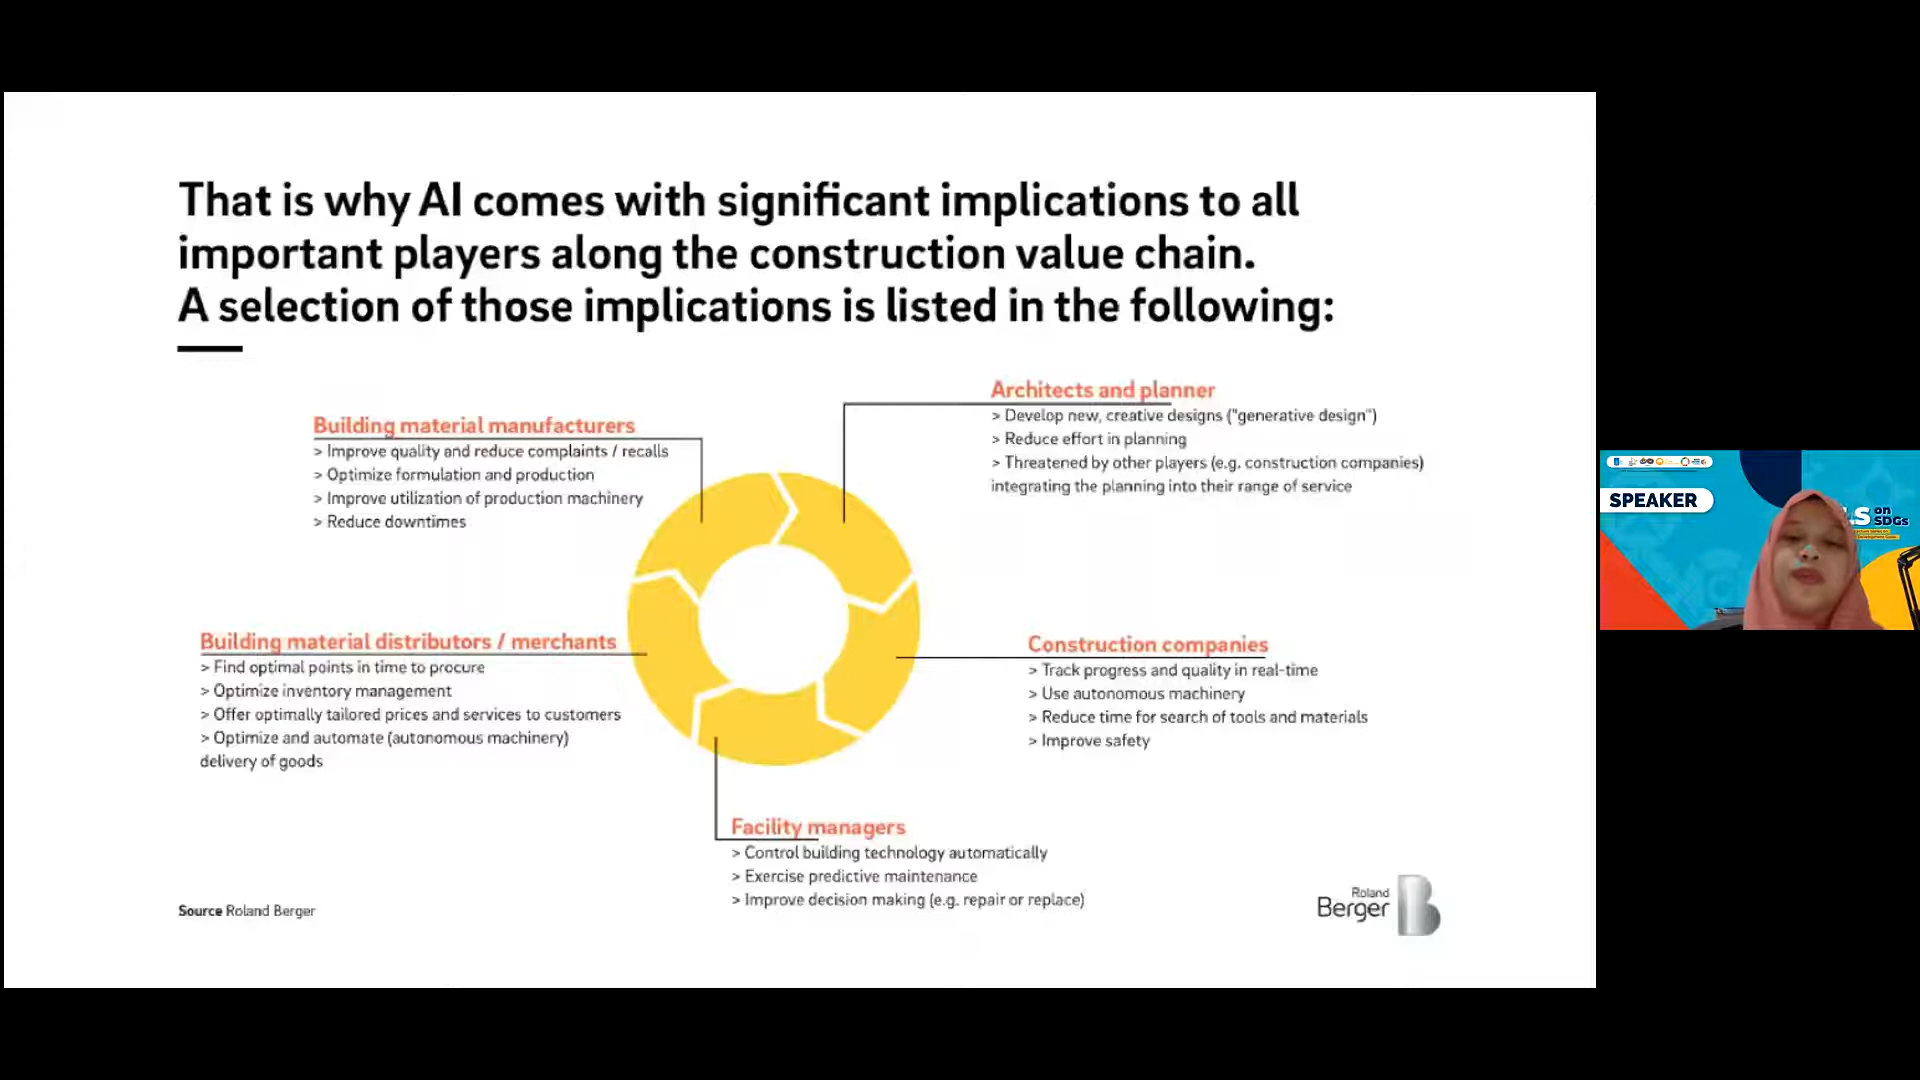 That is why AI comes with significant implications to all
important players along the construction value chain.
A selection of those implications is listed in the following:
Building material manufacturers
> Improve quality and reduce complaints / recalls
> Optimize formulation and production
> Improve utilization of production machinery
> Reduce downtimes
Architects and planner
> Develop new, creative designs ("generative design")
> Reduce effort in planning
> Threatened by other players (e.g. construction companies)
integrating the planning into their range of service
Building material distributors / merchants
> Find optimal points in time to procure
> Optimize inventory management
> Offer optimally tailored prices and services to customers
> Optimize and automate (autonomous machinery)
delivery of goods
Construction companies
> Track progress and quality in real-time
> Use autonomous machinery
> Reduce time for search of tools and materials
> Improve safety
Facility managers
> Control building technology automatically
> Exercise predictive maintenance
> Improve decision making (e.g. repair or replace)
Source Roland Berger
Roland
Berger
SPEAKER
on
SDGs